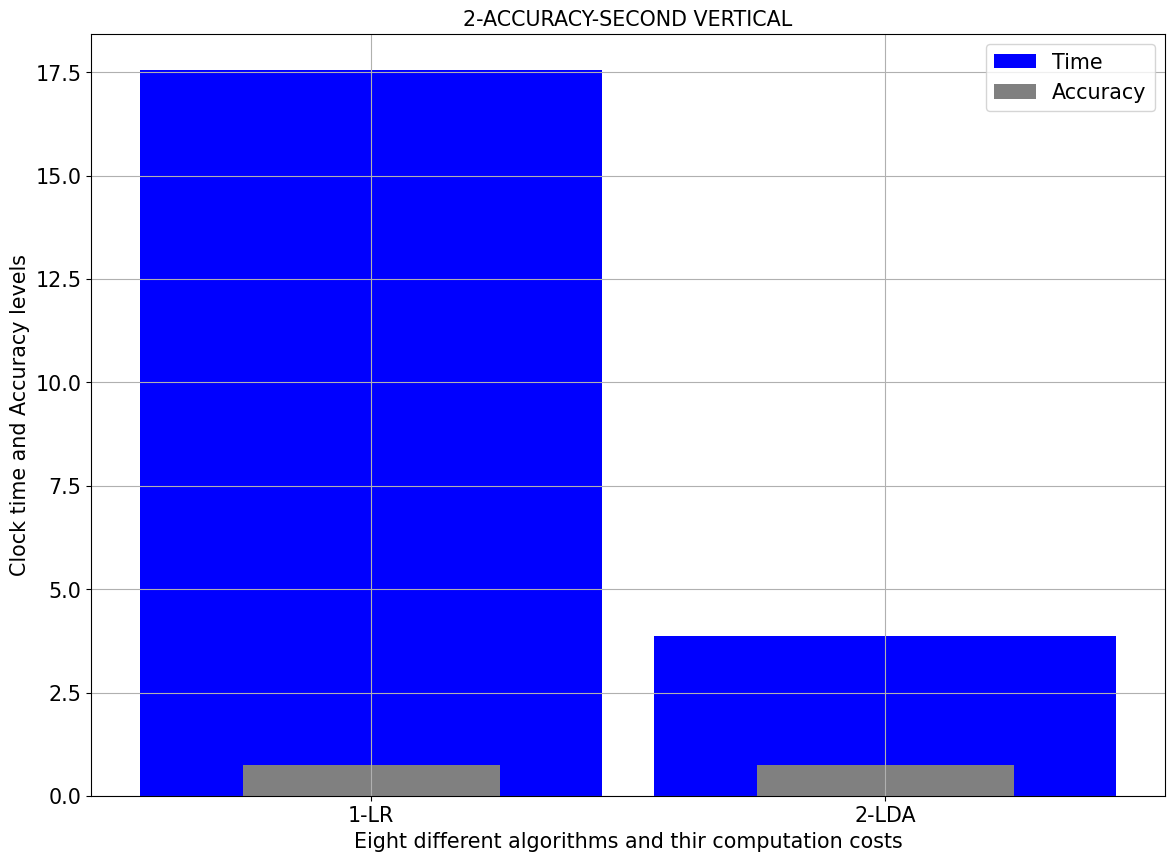 2-ACCURACY-SECOND VERTICAL
Time
Accuracy
Clock time and Accuracy levels
17.5
15.0
12.5
10.0
7.5
5.0
2.5
0.0
1-LR
2-LDA
Eight different algorithms and thir computation costs